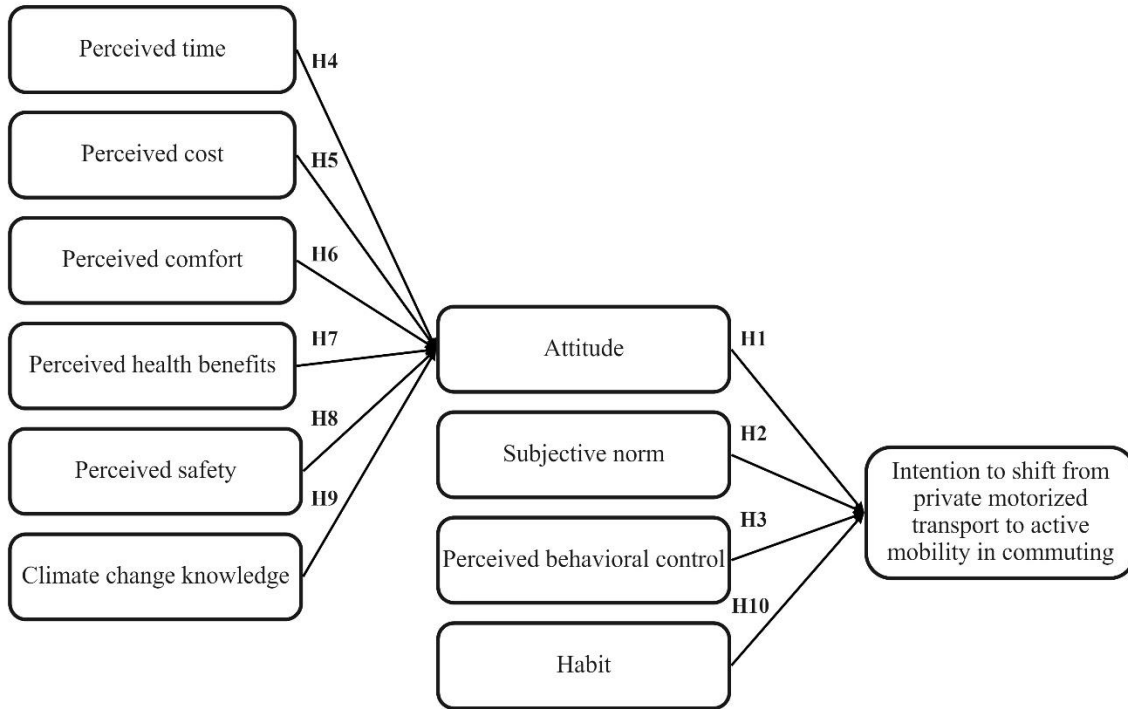 Perceived time
H4
Perceived cost
H5
Perceived comfort
H6
Perceived health benefits
H7
Perceived safety
H8
Climate change knowledge
H9
Attitude
H1
Subjective norm
H2
Perceived behavioral control
H3
Habit
H10
Intention to shift from
private motorized
transport to active
mobility in commuting